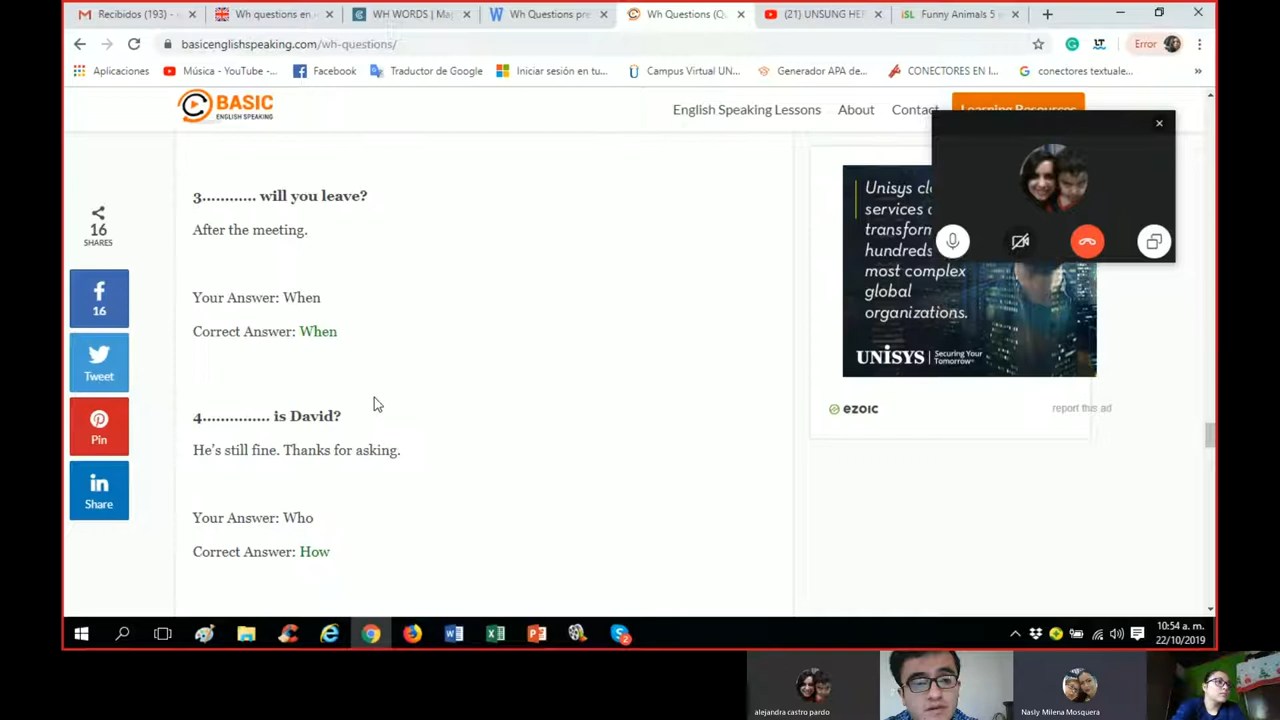 Recibidos (193) -
Wh questions en
WH WORDS | Ma
Wh Questions pre
Wh Questions (Q
(21) UNSUNG HE
Funny Animals 5
basicenglishspeaking.com/wh-questions/
Error
Aplicaciones
Música - YouTube -...
Facebook
Traductor de Google
Iniciar sesión en tu...
Campus Virtual UN...
Generador APA de...
CONECTORES EN I...
conectores textuale...
BASIC
ENGLISH SPEAKING
English Speaking Lessons
About
Contac
Learning Resources
3............ will you leave?
After the meeting.
Your Answer: When
Correct Answer: When
4............... is David?
He's still fine. Thanks for asking.
Your Answer: Who
Correct Answer: How
16
SHARES
16
Tweet
Pin
Share
Unisys cl
services
transform
hundreds
most complex
global
organizations.
UNiSYS | Securing Your
Tomorrow
ezoic
report this ad
10:54 a. m.
22/10/2019
alejandra castro pardo
Nasly Milena Mosquera